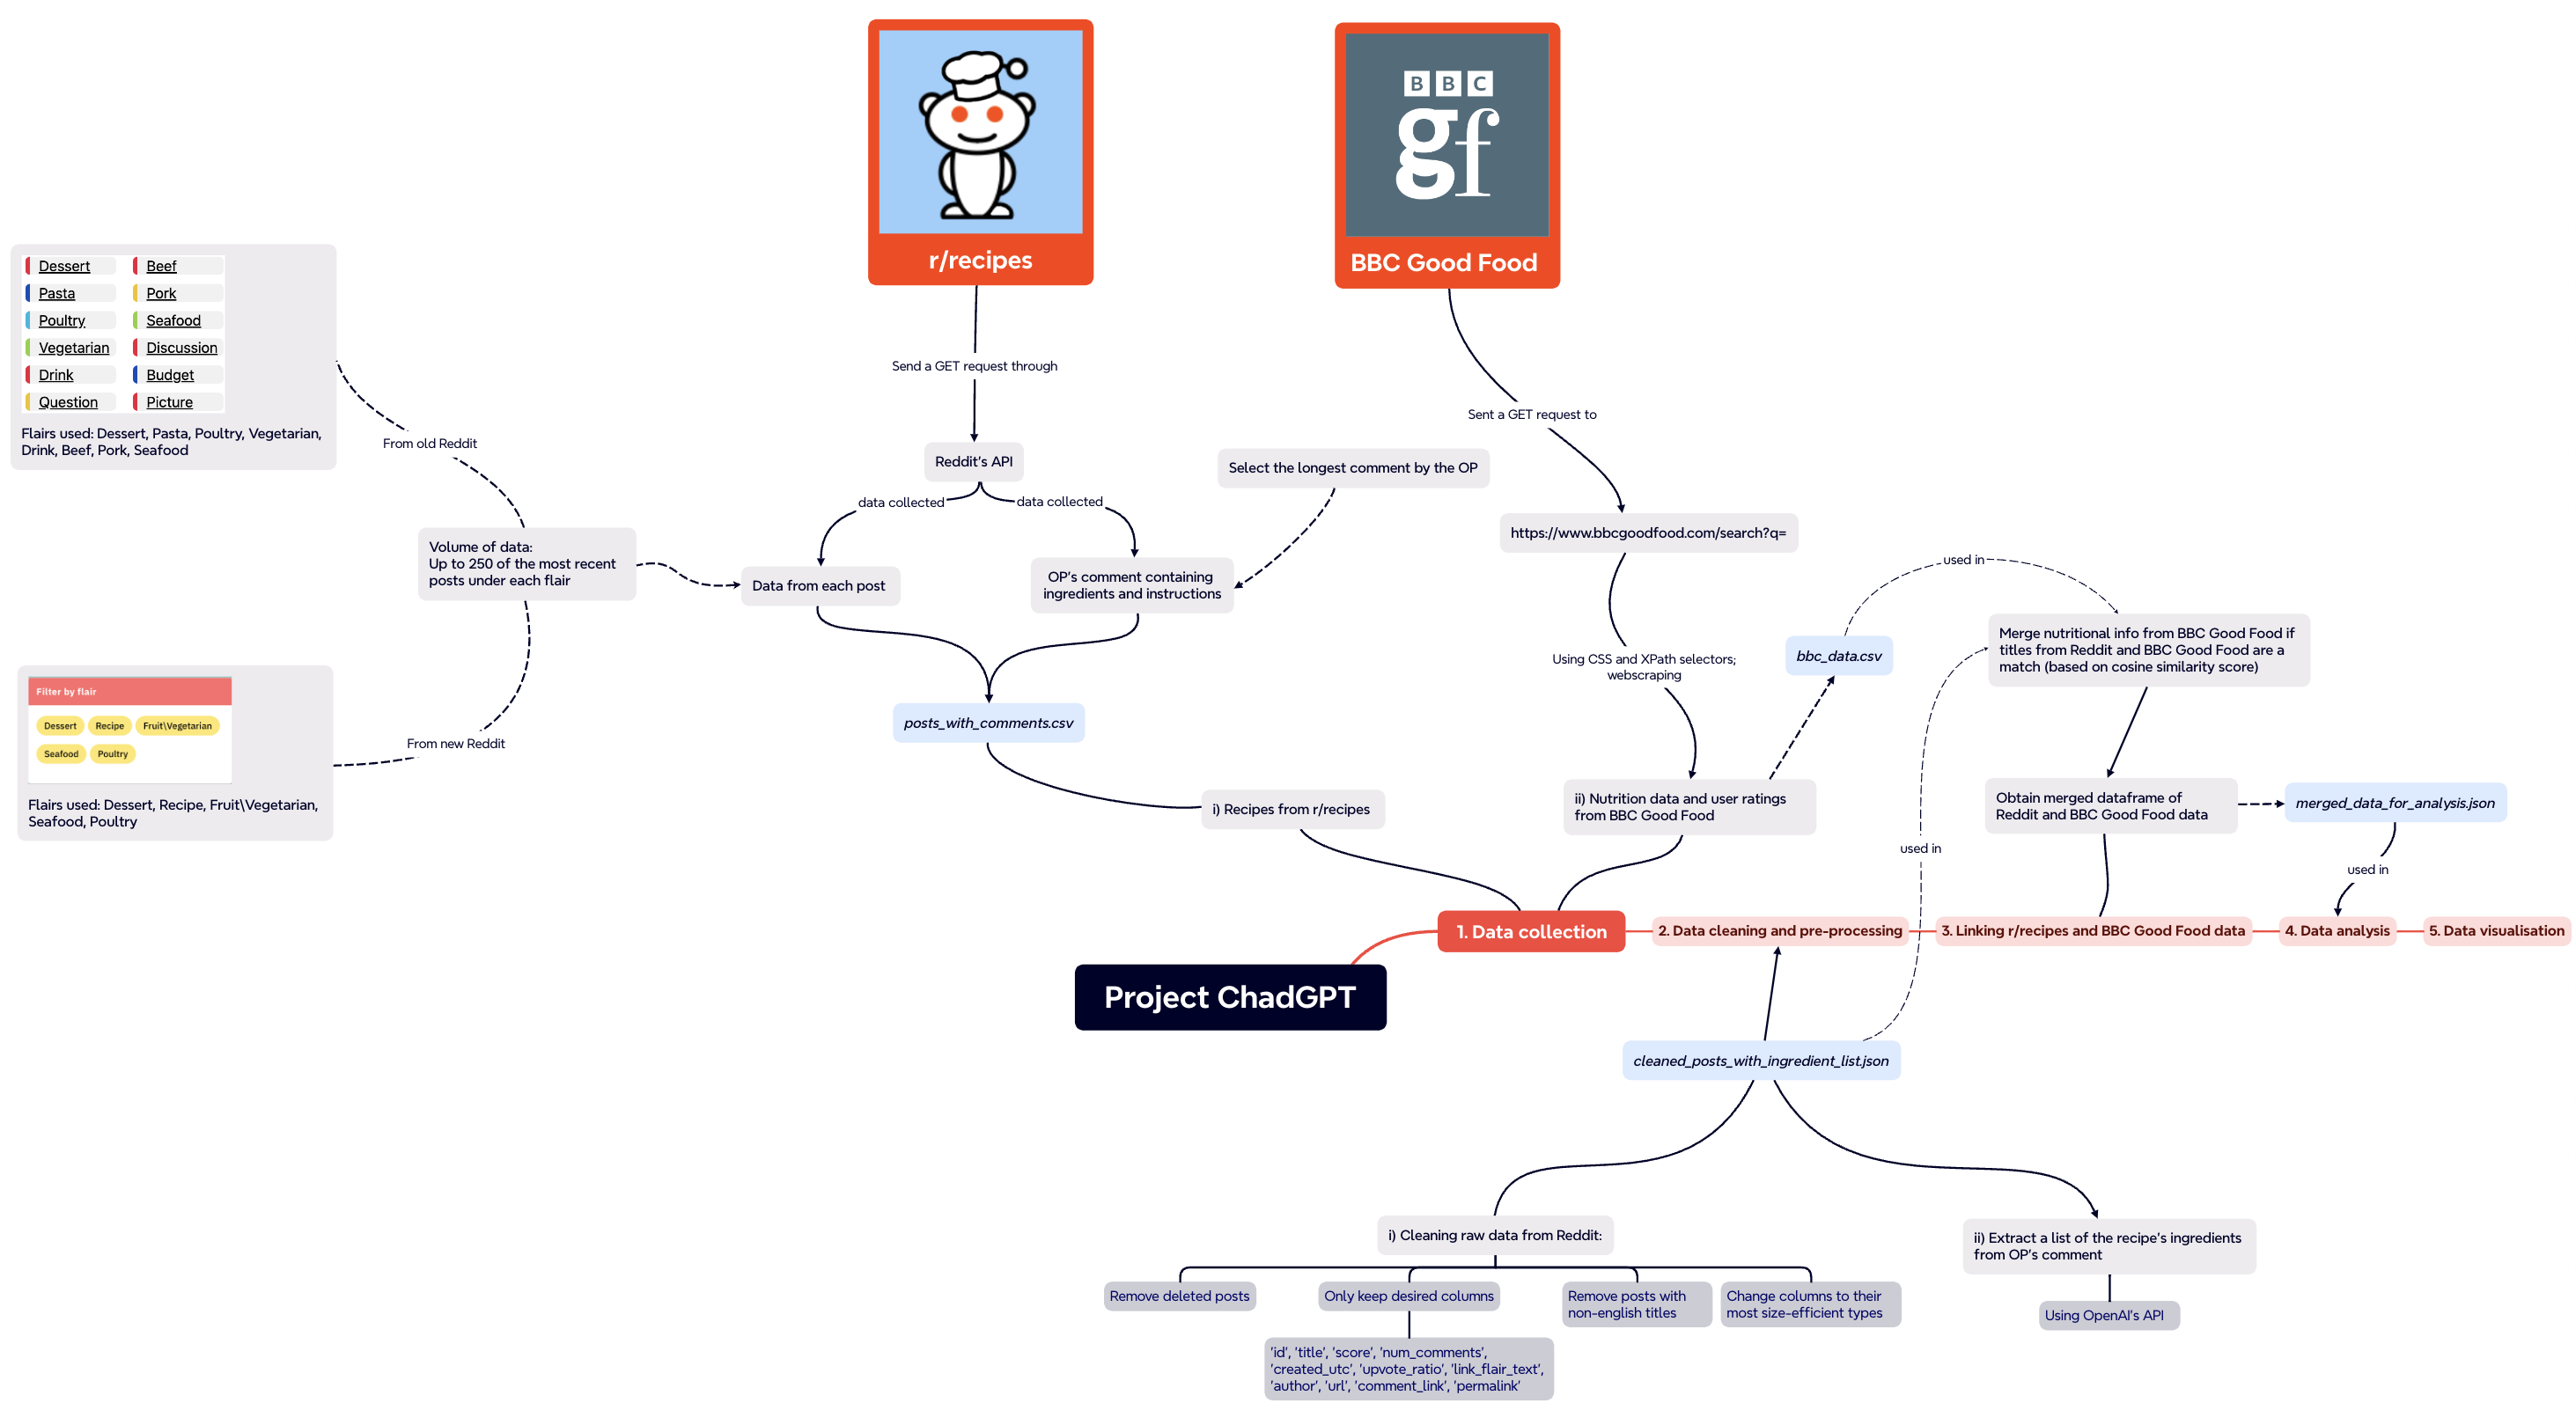 B B C
gf
r/recipes
BBC Good Food
Dessert
Beef
Pasta
Pork
Poultry
Seafood
Vegetarian
Discussion
Drink
Budget
Question
Picture
Flairs used: Dessert, Pasta, Poultry, Vegetarian,
Drink, Beef, Pork, Seafood
From old Reddit
Send a GET request through
Sent a GET request to
Reddit's API
Select the longest comment by the OP
data collected
data collected
https://www.bbcgoodfood.com/search?q=
Volume of data:
Up to 250 of the most recent
posts under each flair
Data from each post
OP's comment containing
ingredients and instructions
used in
Using CSS and XPath selectors;
webscraping
bbc_data.csv
Merge nutritional info from BBC Good Food if
titles from Reddit and BBC Good Food are a
match (based on cosine similarity score)
Filter by flair
Dessert
Recipe
Fruit\Vegetarian
Seafood
Poultry
Flairs used: Dessert, Recipe, Fruit\Vegetarian,
Seafood, Poultry
From new Reddit
posts_with_comments.csv
i) Recipes from r/recipes
ii) Nutrition data and user ratings
from BBC Good Food
Obtain merged dataframe of
Reddit and BBC Good Food data
merged_data_for_analysis.json
used in
used in
1. Data collection
2. Data cleaning and pre-processing
3. Linking r/recipes and BBC Good Food data
4. Data analysis
5. Data visualisation
Project ChadGPT
cleaned_posts_with_ingredient_list.json
i) Cleaning raw data from Reddit:
ii) Extract a list of the recipe's ingredients
from OP's comment
Remove deleted posts
Only keep desired columns
Remove posts with
non-english titles
Change columns to their
most size-efficient types
Using OpenAI's API
'id', 'title', 'score', 'num_comments',
'created_utc', 'upvote_ratio', 'link_flair_text',
'author', 'url', 'comment_link', 'permalink'